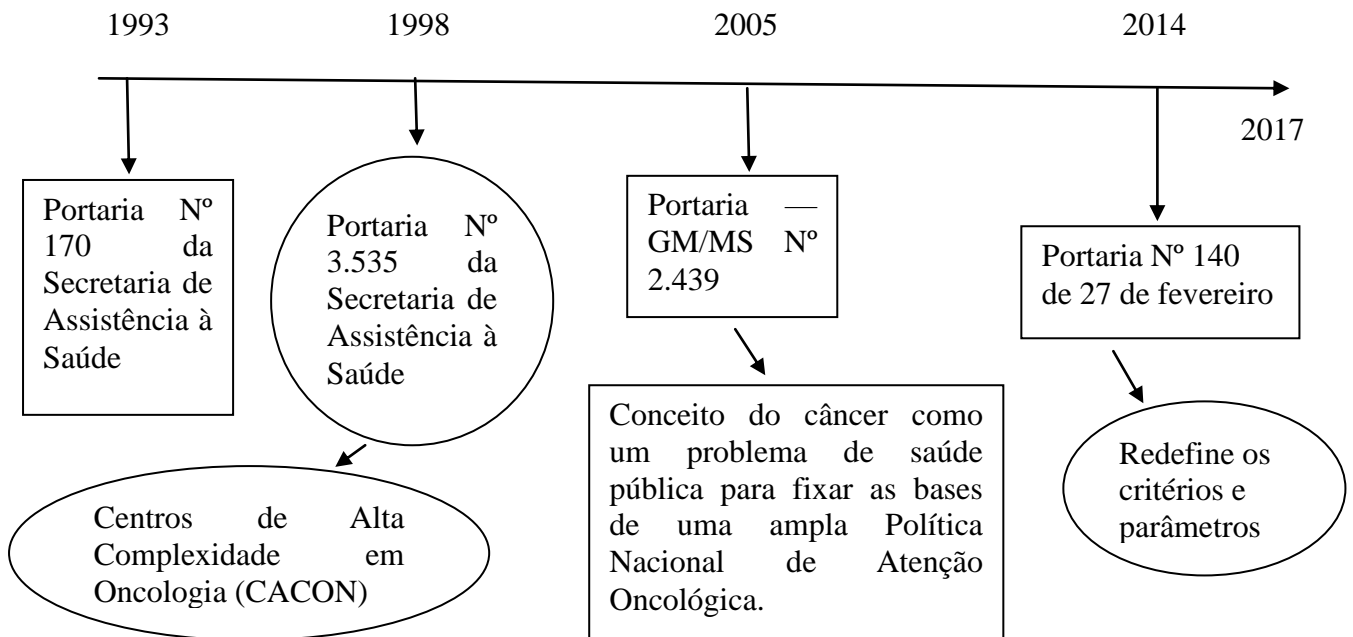 1993
1998
2005
2014
2017
Portaria Nº
170 da
Secretaria de
Assistência à
Saúde
Portaria Nº
3.535 da
Secretaria de
Assistência à
Saúde
Centros de Alta
Complexidade em
Oncologia (CACON)
Portaria —
GM/MS Nº
2.439
Conceito do câncer como
um problema de saúde
pública para fixar as bases
de uma ampla Política
Nacional de Atenção
Oncológica.
Portaria Nº 140
de 27 de fevereiro
Redefine os
critérios e
parâmetros